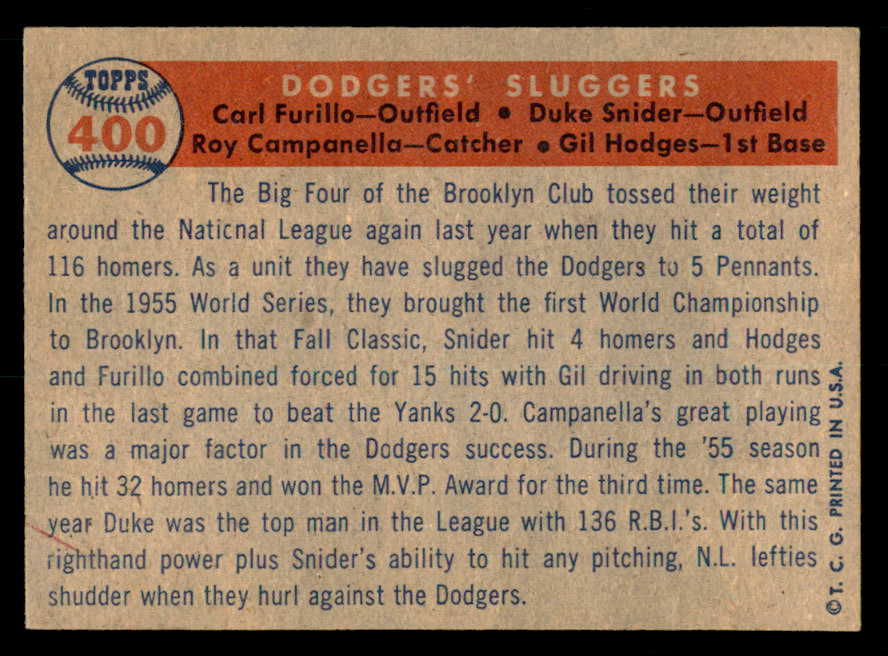 TOPPS
400
DODGERS' SLUGGERS
Carl Furillo—Outfield • Duke Snider—Outfield
Roy Campanella—Catcher • Gil Hodges—1st Base
The Big Four of the Brooklyn Club tossed their weight
around the National League again last year when they hit a total of
116 homers. As a unit they have slugged the Dodgers to 5 Pennants.
In the 1955 World Series, they brought the first World Championship
to Brooklyn. In that Fall Classic, Snider hit 4 homers and Hodges
and Furillo combined forced for 15 hits with Gil driving in both runs
in the last game to beat the Yanks 2-0. Campanella's great playing
was a major factor in the Dodgers success. During the '55 season
he hit 32 homers and won the M.V.P. Award for the third time. The same
year Duke was the top man in the League with 136 R.B.I.'s. With this
righthand power plus Snider's ability to hit any pitching, N.L. lefties
shudder when they hurl against the Dodgers.
©T. C. G. PRINTED IN U.S.A.